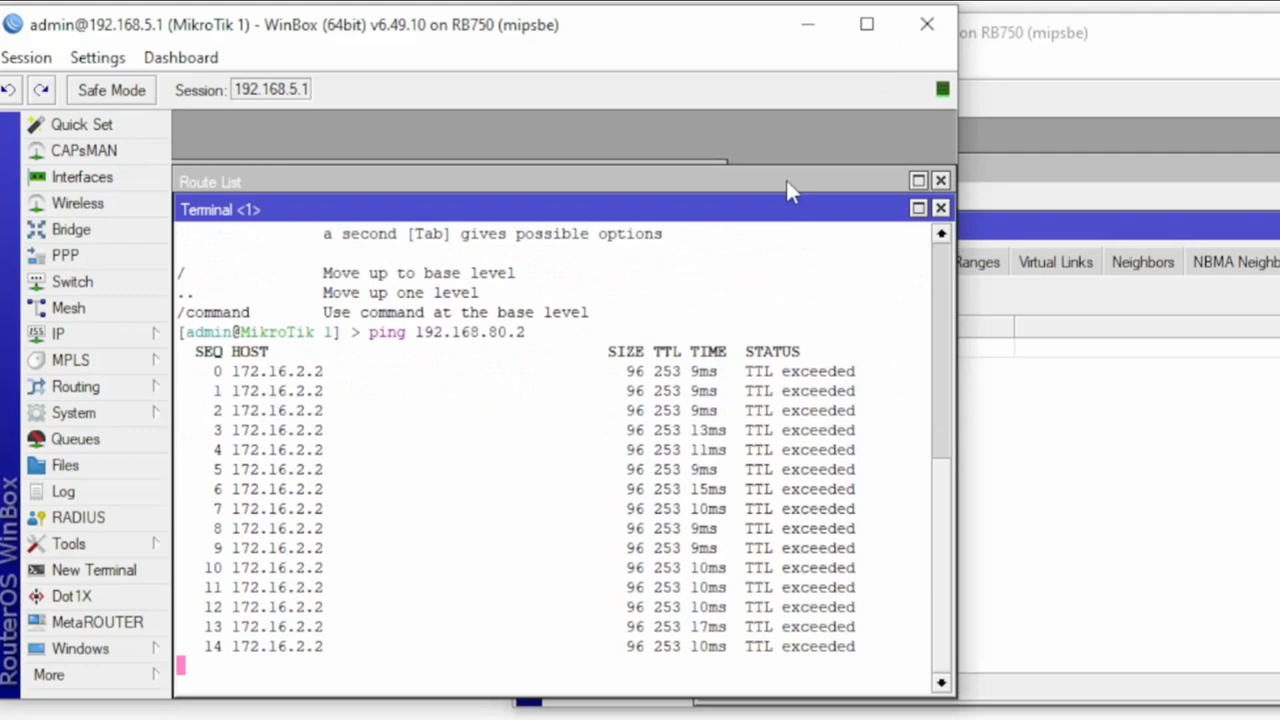 admin@192.168.5.1 (MikroTik 1) - WinBox (64bit) v6.49.10 on RB750 (mipsbe)
on RB750 (mipsbe)
Session Settings Dashboard
Safe Mode Session: 192.168.5.1
Quick Set
CAPsMAN
Interfaces
Wireless
Bridge
PPP
Switch
Mesh
IP
MPLS
Routing
System
Queues
Files
Log
RADIUS
Tools
New Terminal
Dot1X
MetaROUTER
Windows
More
RouterOS WinBox
Route List
Terminal <1>
a second [Tab] gives possible options
/ Move up to base level
.. Move up one level
/command Use command at the base level
[admin@MikroTik 1] > ping 192.168.80.2
SEQ HOST SIZE TTL TIME STATUS
0 172.16.2.2 96 253 9ms TTL exceeded
1 172.16.2.2 96 253 9ms TTL exceeded
2 172.16.2.2 96 253 9ms TTL exceeded
3 172.16.2.2 96 253 13ms TTL exceeded
4 172.16.2.2 96 253 11ms TTL exceeded
5 172.16.2.2 96 253 9ms TTL exceeded
6 172.16.2.2 96 253 15ms TTL exceeded
7 172.16.2.2 96 253 10ms TTL exceeded
8 172.16.2.2 96 253 9ms TTL exceeded
9 172.16.2.2 96 253 9ms TTL exceeded
10 172.16.2.2 96 253 10ms TTL exceeded
11 172.16.2.2 96 253 10ms TTL exceeded
12 172.16.2.2 96 253 10ms TTL exceeded
13 172.16.2.2 96 253 17ms TTL exceeded
14 172.16.2.2 96 253 10ms TTL exceeded
Ranges Virtual Links Neighbors NBMA Neighb